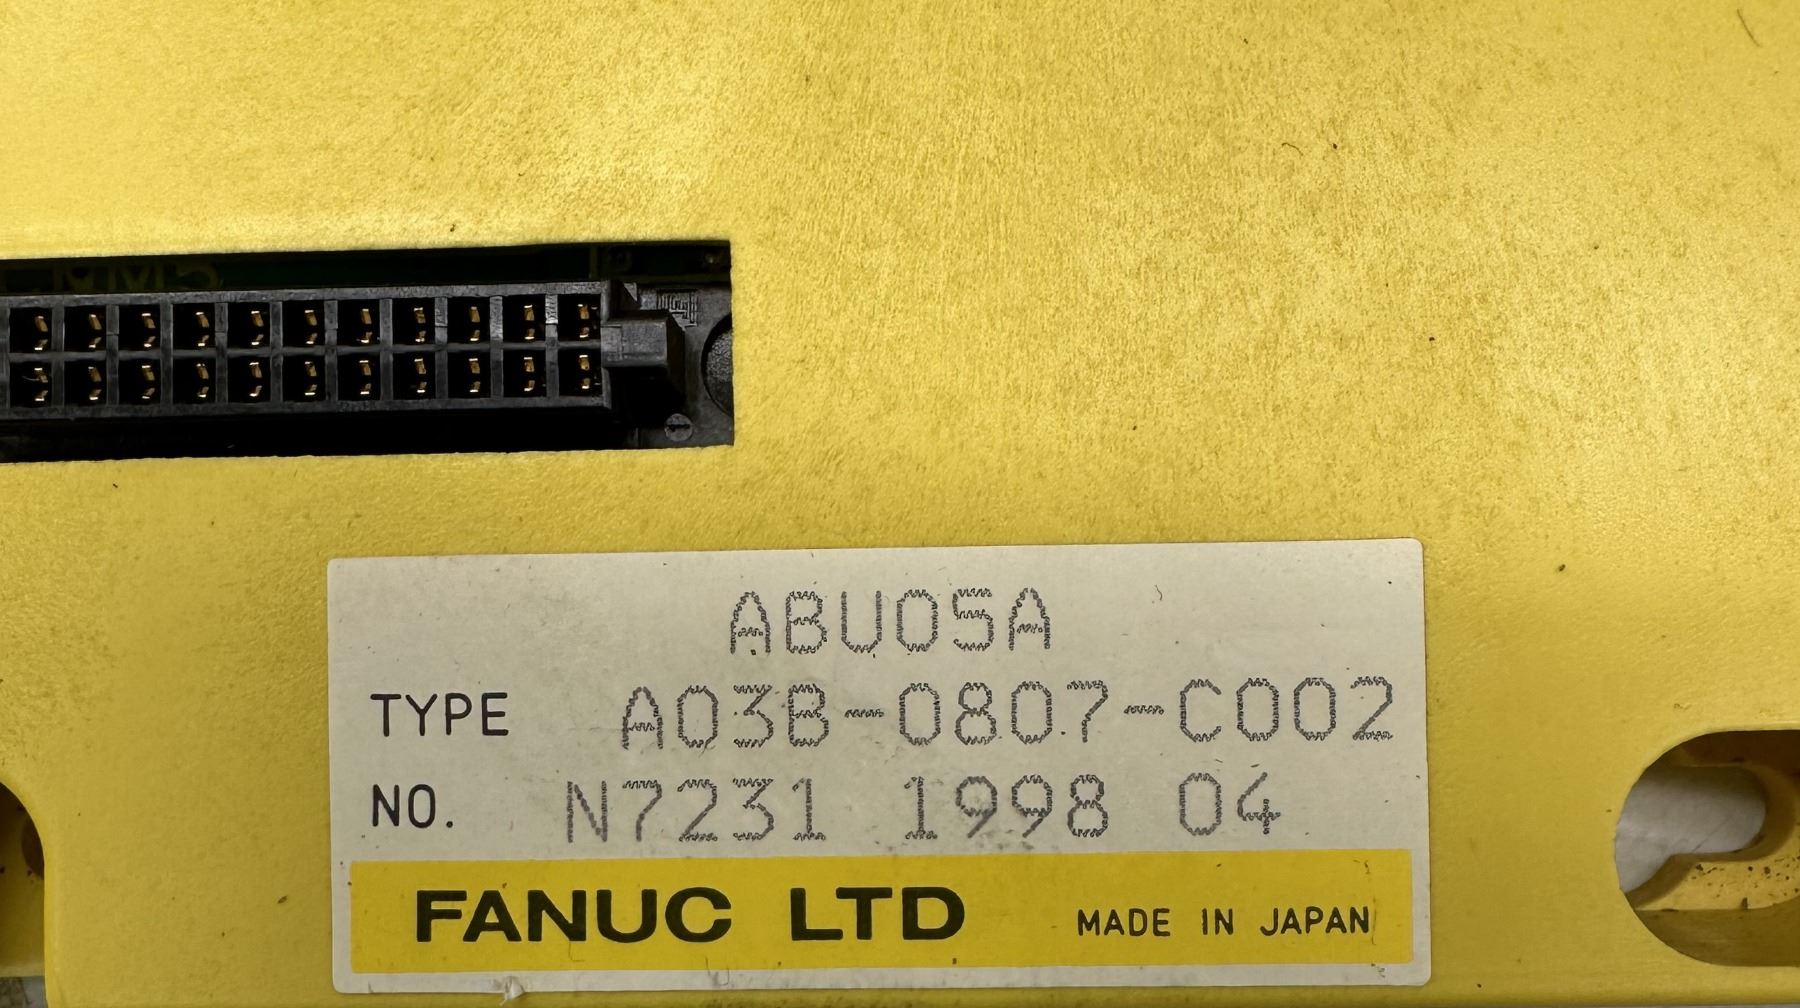 ABU05A
TYPE A03B-0807-C002
NO. N7231 1998 04
FANUC LTD MADE IN JAPAN